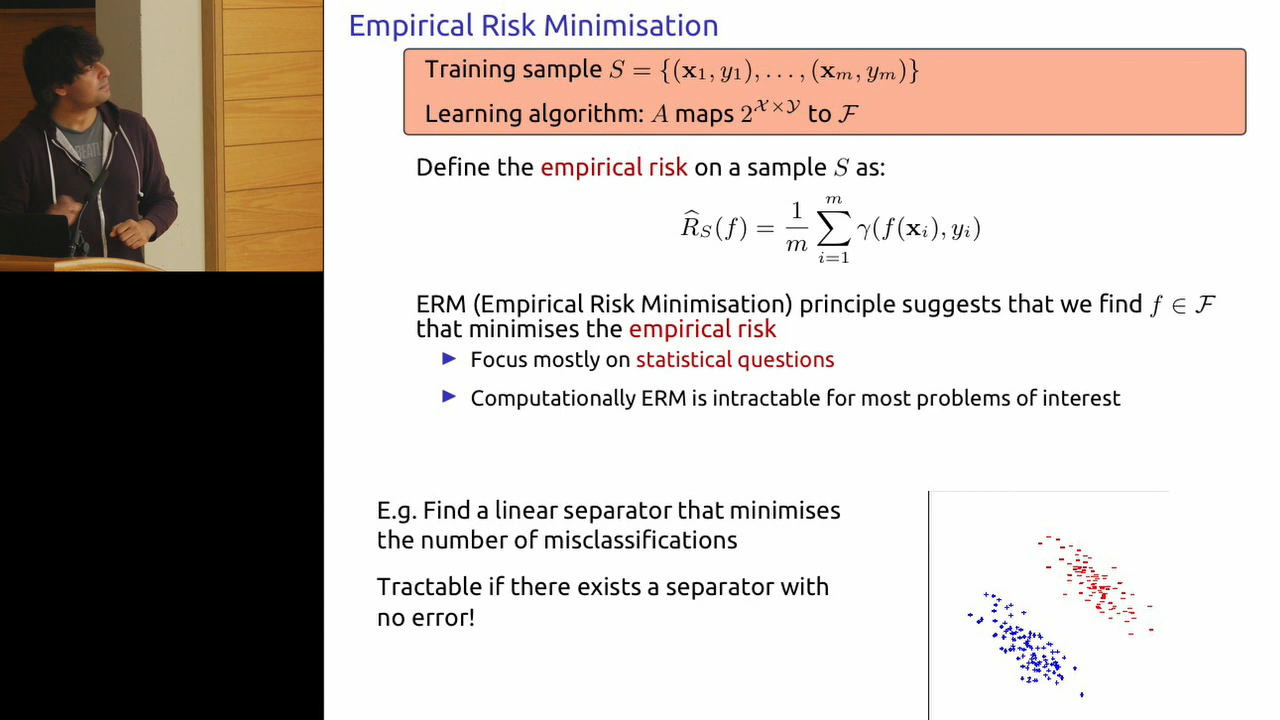 Empirical Risk Minimisation
Training sample S = {(x₁, y₁), . . . , (xₘ, yₘ)}
Learning algorithm: A maps 2^{𝒳×𝒴} to ℱ
Define the empirical risk on a sample S as:
R̂_S(f) = \frac{1}{m} \sum_{i=1}^{m} γ(f(xᵢ), yᵢ)
ERM (Empirical Risk Minimisation) principle suggests that we find f ∈ ℱ
that minimises the empirical risk
▶ Focus mostly on statistical questions
▶ Computationally ERM is intractable for most problems of interest
E.g. Find a linear separator that minimises
the number of misclassifications
Tractable if there exists a separator with
no error!